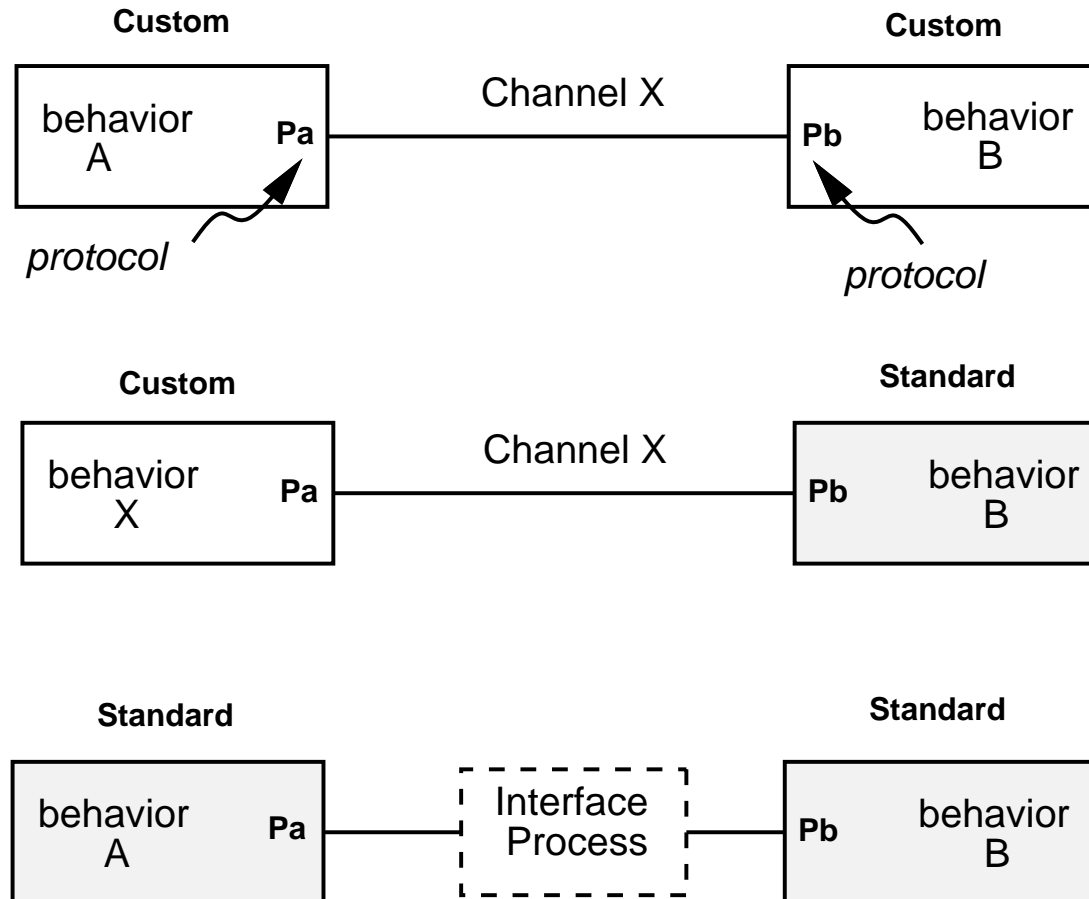 Custom
Custom
Channel X
behavior
A
Pa
Pb
behavior
B
protocol
protocol
Custom
Standard
Channel X
behavior
X
Pa
Pb
behavior
B
Standard
Standard
behavior
A
Pa
Interface
Process
Pb
behavior
B